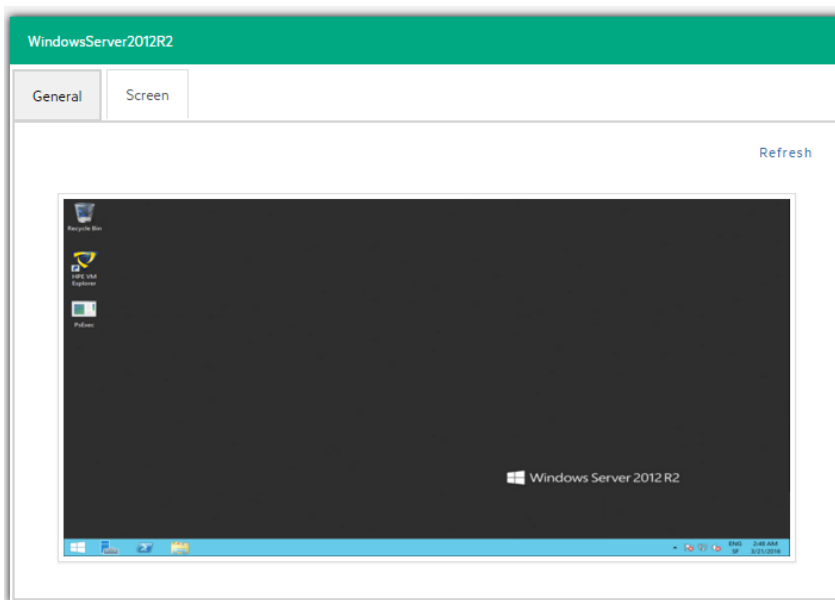 WindowsServer2012R2
General
Screen
Refresh
Recycle Bin
HPE VM
Explorer
PsExec
Windows Server 2012 R2
ENG
SF
2:48 AM
3/21/2016